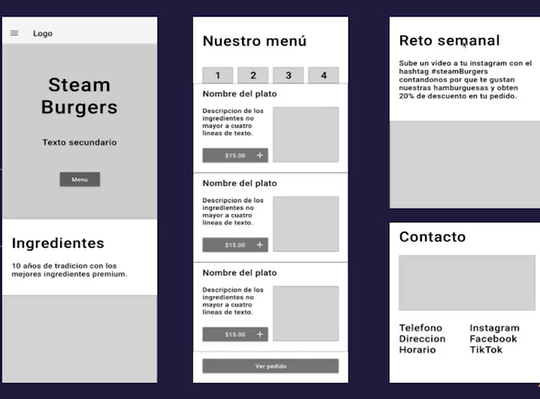 Logo
Steam
Burgers
Texto secundario
Menu
Ingredientes
10 años de tradicion con los
mejores ingredientes premium.
Nuestro menú
1 2 3 4
Nombre del plato
Descripcion de los
ingredientes no
mayor a cuatro
lineas de texto.
$15.00 +
Nombre del plato
Descripcion de los
ingredientes no
mayor a cuatro
lineas de texto.
$15.00 +
Nombre del plato
Descripcion de los
ingredientes no
mayor a cuatro
lineas de texto.
$15.00 +
Ver pedido
Reto semanal
Sube un video a tu instagram con el
hashtag #steamBurgers
contandonos por que te gustan
nuestras hamburguesas y obten
20% de descuento en tu pedido.
Contacto
Telefono
Direccion
Horario
Instagram
Facebook
TikTok